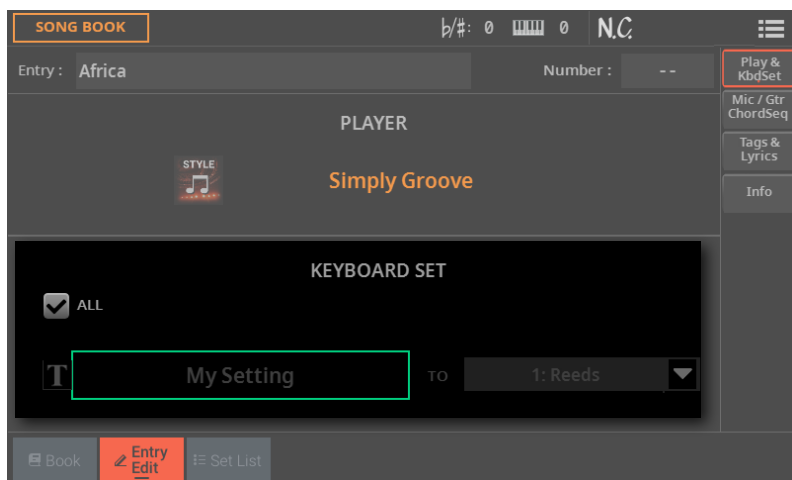 SONG BOOK
♭/♯: 0 0 N.C.
Entry : Africa
Number : --
Play &
KbdSet
Mic / Gtr
ChordSeq
Tags &
Lyrics
Info
PLAYER
STYLE
Simply Groove
KEYBOARD SET
ALL
T My Setting TO 1: Reeds
Book
Entry
Edit
Set List